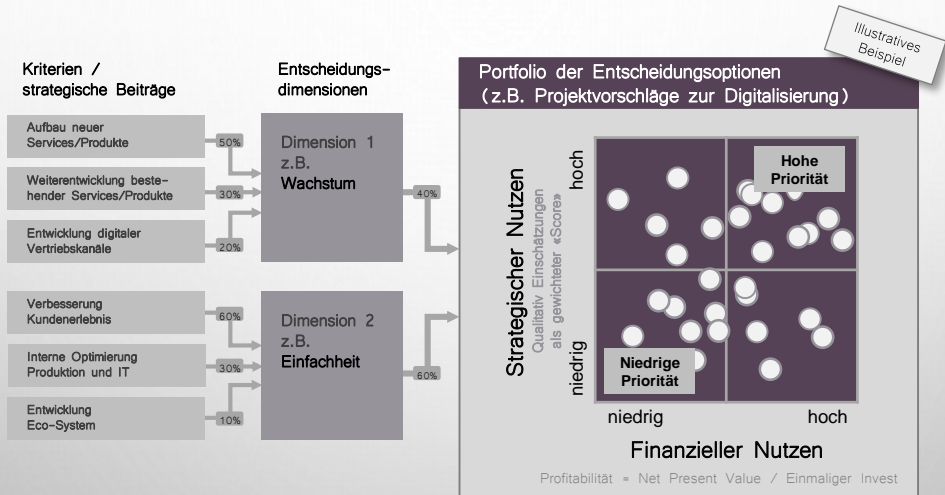 Illustratives
Beispiel
Kriterien /
strategische Beiträge
Entscheidungs-
dimensionen
Portfolio der Entscheidungsoptionen
(z.B. Projektvorschläge zur Digitalisierung)
Aufbau neuer
Services/Produkte
50%
Weiterentwicklung beste-
hender Services/Produkte
30%
Entwicklung digitaler
Vertriebskanäle
20%
Dimension 1
z.B.
Wachstum
40%
Verbesserung
Kundenerlebnis
60%
Interne Optimierung
Produktion und IT
30%
Entwicklung
Eco-System
10%
Dimension 2
z.B.
Einfachheit
60%
Strategischer Nutzen
Qualitativ Einschätzungen
als gewichteter «Score»
hoch
niedrig
Hohe
Priorität
Niedrige
Priorität
niedrig
hoch
Finanzieller Nutzen
Profitabilität = Net Present Value / Einmaliger Invest